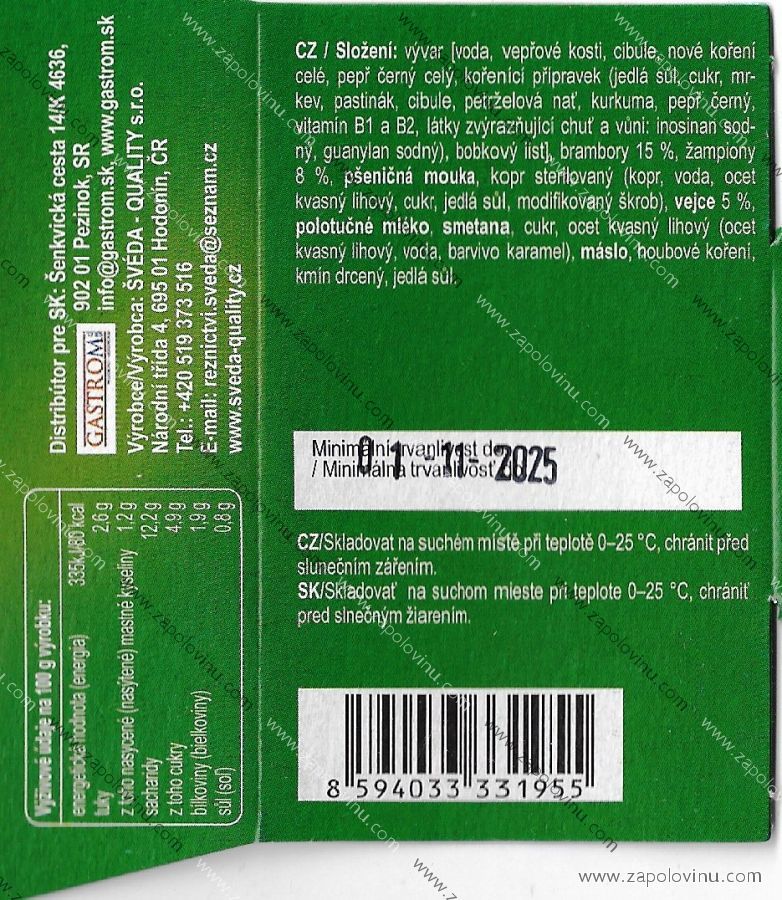 CZ / Složení: vývar [voda, vepřové kosti, cibule, nové koření
celé, pepř černý celý, kořenící přípravek (jedlá sůl, cukr, mr-
kev, pastinák, cibule, petrželová nať, kurkuma, pepř černý,
vitamín B1 a B2, látky zvýrazňující chuť a vůni: inosinan sod-
ný, guanylan sodný), bobkový list], brambory 15 %, žampiony
8 %, pšeničná mouka, kopr sterilovaný (kopr, voda, ocet
kvasný lihový, cukr, jedlá sůl, modifikovaný škrob), vejce 5 %,
polotučné mléko, smetana, cukr, ocet kvasný lihový (ocet
kvasný lihový, voda, barvivo karamel), máslo, houbové koření,
kmín drcený, jedlá sůl.
Minimální trvanlivost do
/ Minimálna trvanlivosť do:
01 -11- 2025
CZ/Skladovat na suchém místě při teplotě 0–25 °C, chránit před
slunečním zářením.
SK/Skladovať na suchom mieste pri teplote 0–25 °C, chrániť
pred slnečným žiarením.
8 594033 331955
Distribútor pre SK: Šenkvická cesta 14/K 4636,
902 01 Pezinok, SR
info@gastrom.sk, www.gastrom.sk
GASTROM
Výrobce/Výrobca: ŠVÉDA - QUALITY s.r.o.
Národní třída 4, 695 01 Hodonín, ČR
Tel.: +420 519 373 516
E-mail: reznictvi.sveda@seznam.cz
www.sveda-quality.cz
Výživové údaje na 100 g výrobku:
energetická hodnota (energia) 335kJ/80 kcal
tuky 2,6 g
z toho nasycené (nasýtené) mastné kyseliny 1,2 g
sacharidy 12,2 g
z toho cukry 4,9 g
bílkoviny (bielkoviny) 1,9 g
sůl (soľ) 0,8 g
www.zapolovinu.com